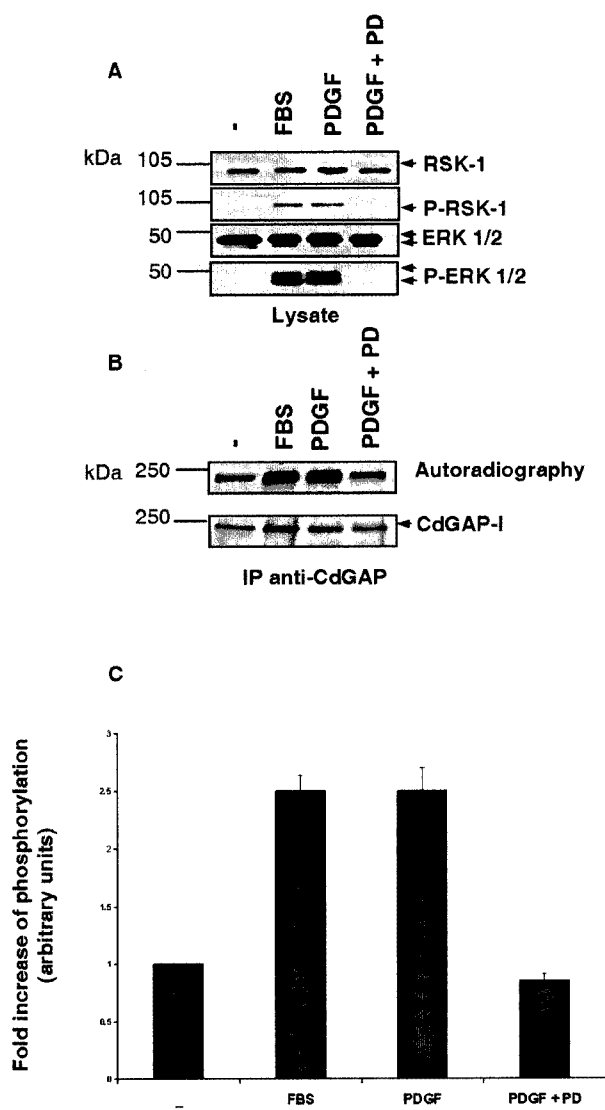 A
- FBS PDGF PDGF + PD
kDa 105 RSK-1
105 P-RSK-1
50 ERK 1/2
50 P-ERK 1/2
Lysate
B
- FBS PDGF PDGF + PD
kDa 250 Autoradiography
250 CdGAP-l
IP anti-CdGAP
C
Fold increase of phosphorylation
(arbitrary units)
3
2.5
2
1.5
1
0.5
0
- FBS PDGF PDGF + PD